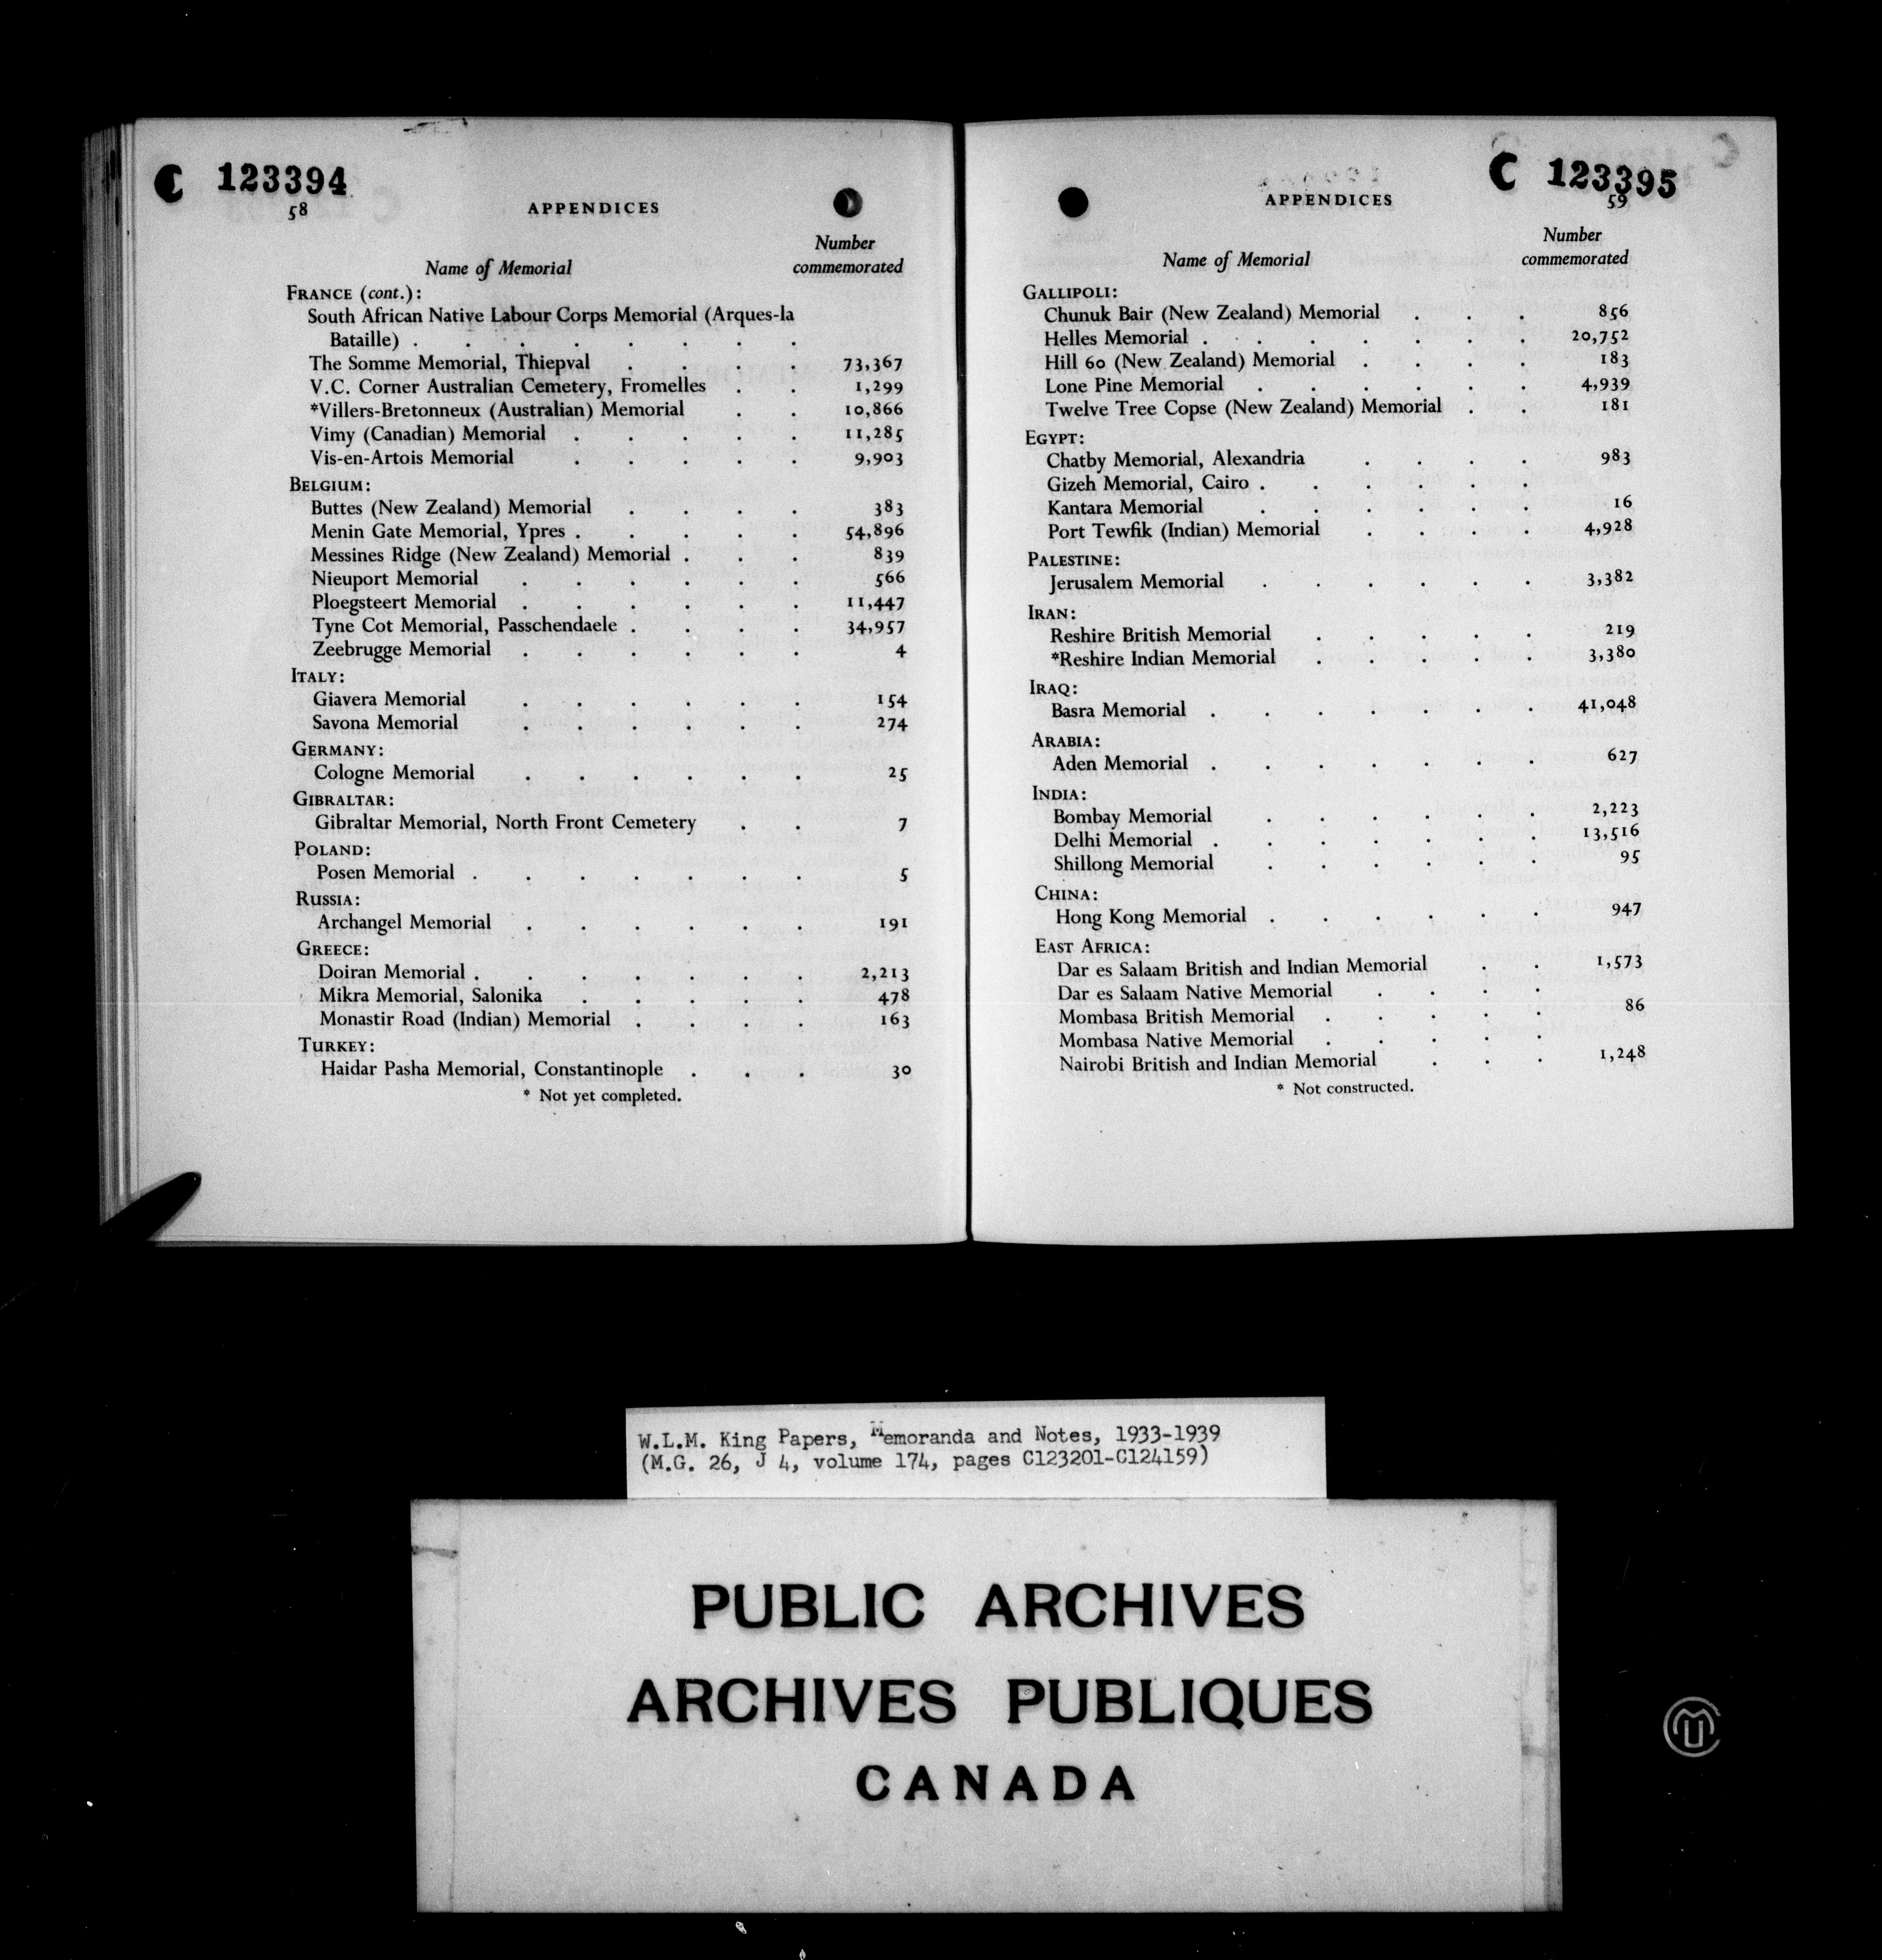 C 123394
58
APPENDICES
Number
Name of Memorial commemorated
FRANCE (cont.):
South African Native Labour Corps Memorial (Arques-la
Bataille) . . . . . . . .
The Somme Memorial, Thiepval . . . . 73,367
V.C. Corner Australian Cemetery, Fromelles . . 1,299
*Villers-Bretonneux (Australian) Memorial . . 10,866
Vimy (Canadian) Memorial . . . . . 11,285
Vis-en-Artois Memorial . . . . . 9,903
BELGIUM:
Buttes (New Zealand) Memorial . . . . 383
Menin Gate Memorial, Ypres . . . . . 54,896
Messines Ridge (New Zealand) Memorial . . . 839
Nieuport Memorial . . . . . . 566
Ploegsteert Memorial . . . . . . 11,447
Tyne Cot Memorial, Passchendaele . . . . 34,957
Zeebrugge Memorial . . . . . . 4
ITALY:
Giavera Memorial . . . . . . 154
Savona Memorial . . . . . . 274
GERMANY:
Cologne Memorial . . . . . . 25
GIBRALTAR:
Gibraltar Memorial, North Front Cemetery . . 7
POLAND:
Posen Memorial . . . . . . . 5
RUSSIA:
Archangel Memorial . . . . . . 191
GREECE:
Doiran Memorial . . . . . . . 2,213
Mikra Memorial, Salonika . . . . . 478
Monastir Road (Indian) Memorial . . . . 163
TURKEY:
Haidar Pasha Memorial, Constantinople . . . 30
* Not yet completed.
C 123395
59
APPENDICES
Number
Name of Memorial commemorated
GALLIPOLI:
Chunuk Bair (New Zealand) Memorial . . . 856
Helles Memorial . . . . . . . 20,752
Hill 60 (New Zealand) Memorial . . . . 183
Lone Pine Memorial . . . . . . 4,939
Twelve Tree Copse (New Zealand) Memorial . . 181
EGYPT:
Chatby Memorial, Alexandria . . . . 983
Gizeh Memorial, Cairo . . . . . .
Kantara Memorial . . . . . . 16
Port Tewfik (Indian) Memorial . . . . 4,928
PALESTINE:
Jerusalem Memorial . . . . . . 3,382
IRAN:
Reshire British Memorial . . . . . 219
*Reshire Indian Memorial . . . . . 3,380
IRAQ:
Basra Memorial . . . . . . . 41,048
ARABIA:
Aden Memorial . . . . . . . 627
INDIA:
Bombay Memorial . . . . . . 2,223
Delhi Memorial . . . . . . . 13,516
Shillong Memorial . . . . . . 95
CHINA:
Hong Kong Memorial . . . . . . 947
EAST AFRICA:
Dar es Salaam British and Indian Memorial . . 1,573
Dar es Salaam Native Memorial . . . .
Mombasa British Memorial . . . . . 86
Mombasa Native Memorial . . . . .
Nairobi British and Indian Memorial . . . 1,248
* Not constructed.
W.L.M. King Papers, Memoranda and Notes, 1933-1939
(M.G. 26, J 4, volume 174, pages C123201-C124159)
PUBLIC ARCHIVES
ARCHIVES PUBLIQUES
CANADA